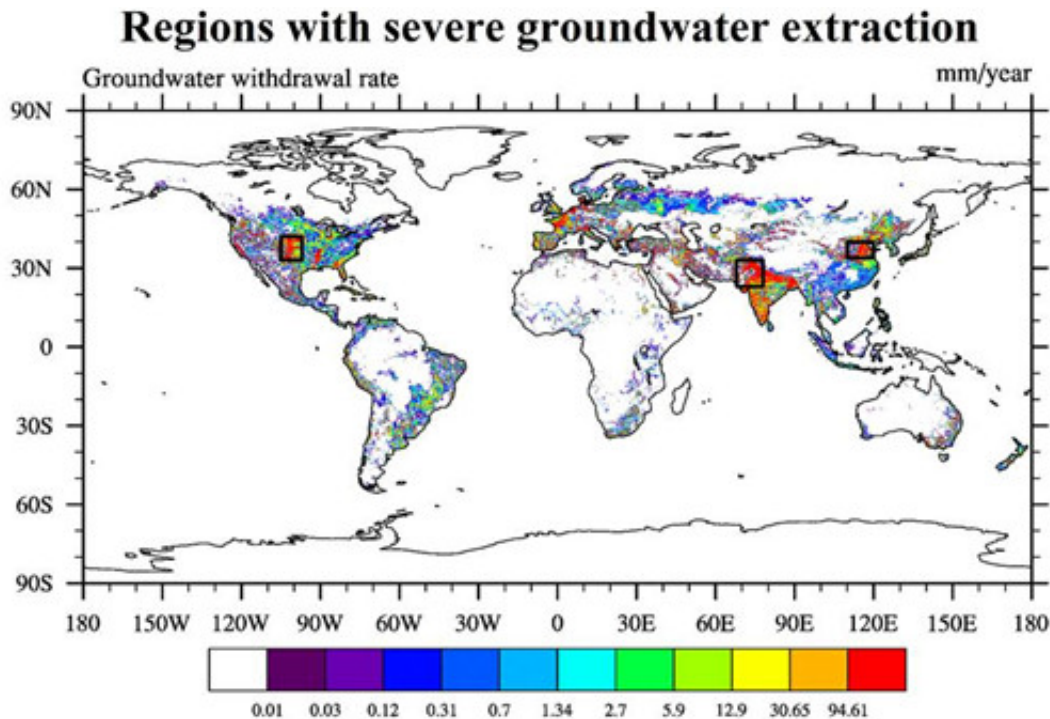 Regions with severe groundwater extraction
Groundwater withdrawal rate mm/year
90N
60N
30N
0
30S
60S
90S
180 150W 120W 90W 60W 30W 0 30E 60E 90E 120E 150E 180
0.01 0.03 0.12 0.31 0.7 1.34 2.7 5.9 12.9 30.65 94.61